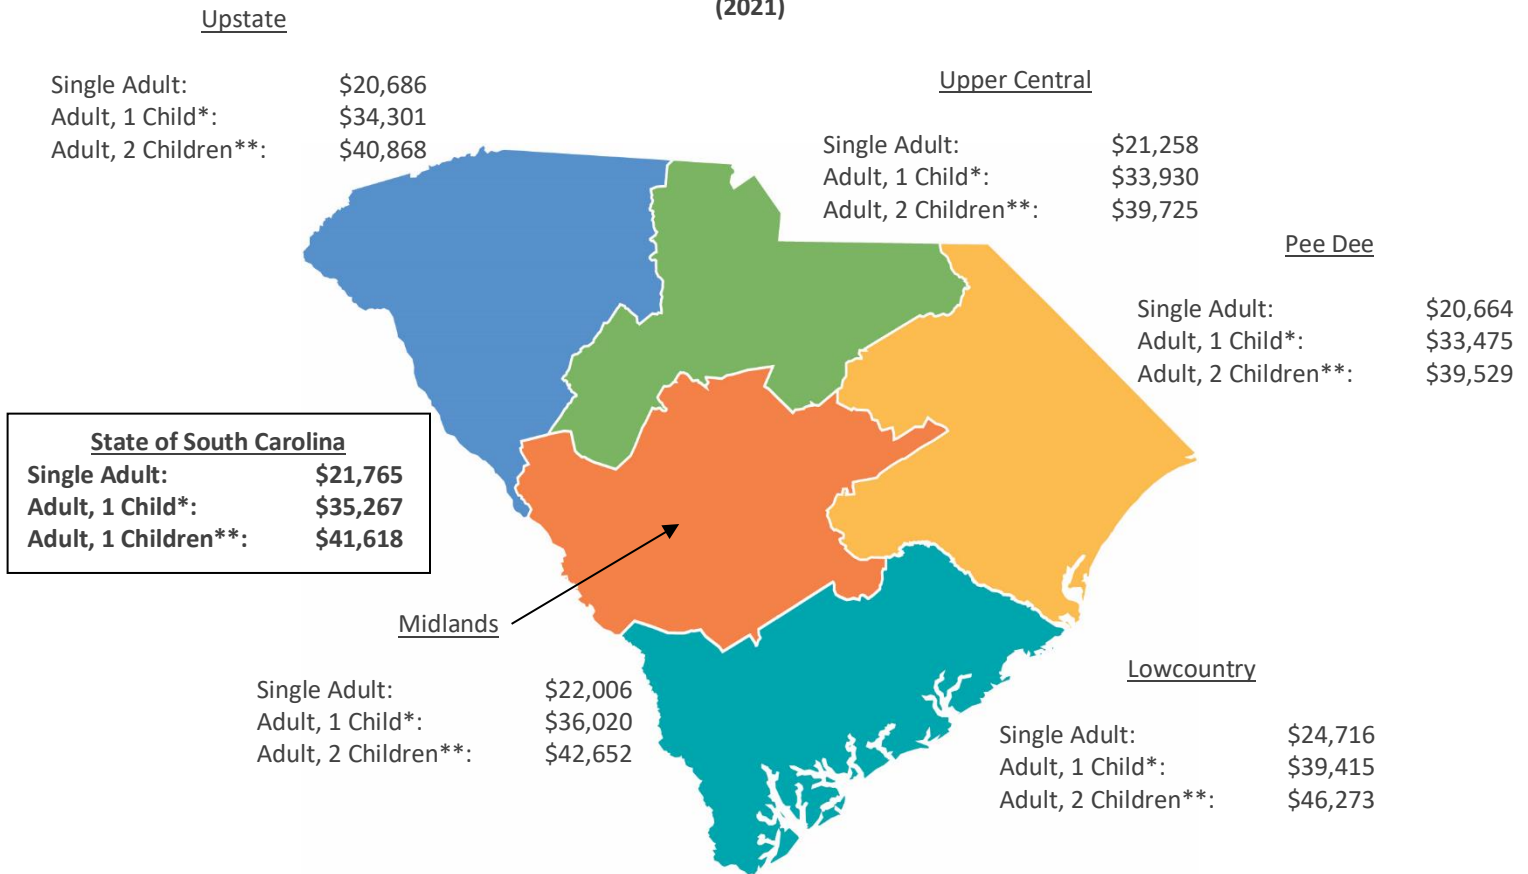 (2021)
Upstate
Single Adult: $20,686
Adult, 1 Child*: $34,301
Adult, 2 Children**: $40,868
Upper Central
Single Adult: $21,258
Adult, 1 Child*: $33,930
Adult, 2 Children**: $39,725
Pee Dee
Single Adult: $20,664
Adult, 1 Child*: $33,475
Adult, 2 Children**: $39,529
State of South Carolina
Single Adult: $21,765
Adult, 1 Child*: $35,267
Adult, 1 Children**: $41,618
Midlands
Single Adult: $22,006
Adult, 1 Child*: $36,020
Adult, 2 Children**: $42,652
Lowcountry
Single Adult: $24,716
Adult, 1 Child*: $39,415
Adult, 2 Children**: $46,273